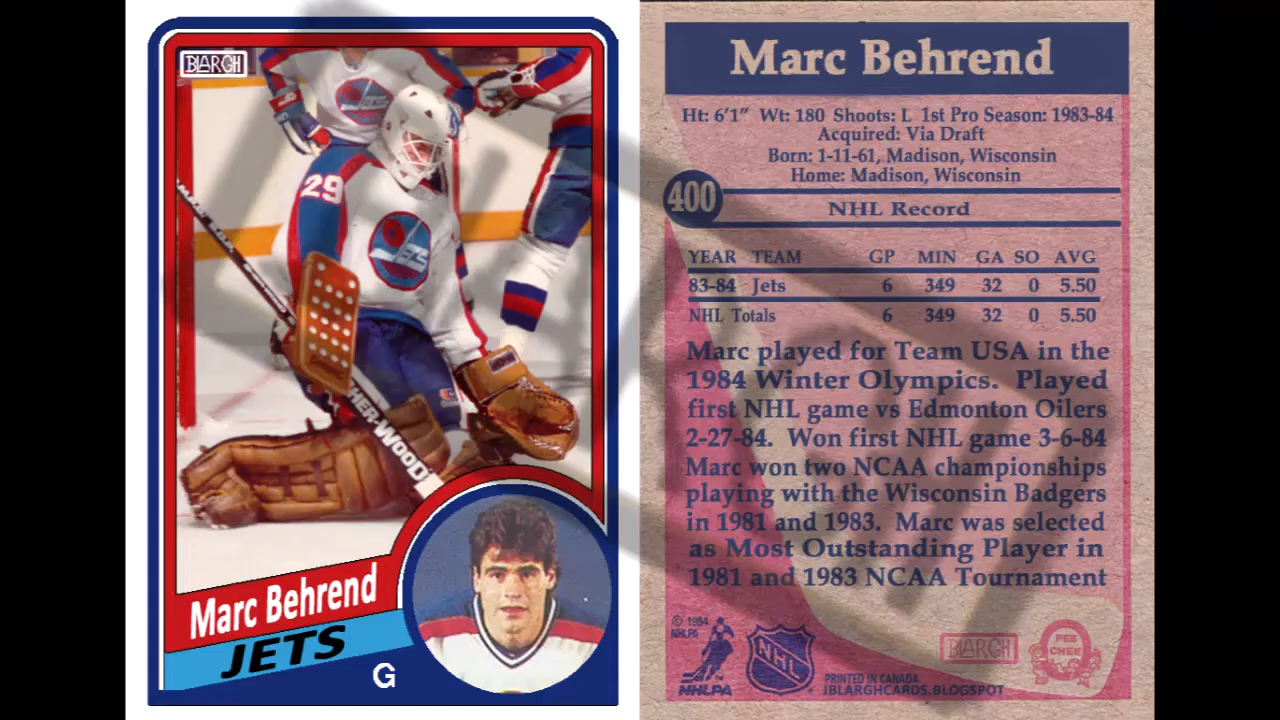 BLARGH
29
JETS
HER-WOOD
Marc Behrend
JETS
G
Marc Behrend
Ht: 6'1" Wt: 180 Shoots: L 1st Pro Season: 1983-84
Acquired: Via Draft
Born: 1-11-61, Madison, Wisconsin
Home: Madison, Wisconsin
400
NHL Record
YEAR TEAM GP MIN GA SO AVG
83-84 Jets 6 349 32 0 5.50
NHL Totals 6 349 32 0 5.50
Marc played for Team USA in the
1984 Winter Olympics. Played
first NHL game vs Edmonton Oilers
2-27-84. Won first NHL game 3-6-84
Marc won two NCAA championships
playing with the Wisconsin Badgers
in 1981 and 1983. Marc was selected
as Most Outstanding Player in
1981 and 1983 NCAA Tournament
© 1984
NHLPA
NHLPA
NHL
BLARGH
PEE
CHEE
PRINTED IN CANADA
JBLARGHCARDS.BLOGSPOT